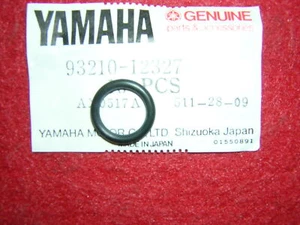 YAMAHA
GENUINE
parts & accessories
93210-12327
PCS
511-28-09
YAMAHA MOTOR CO LTD Shizuoka Japan
MADE IN JAPAN
01550891